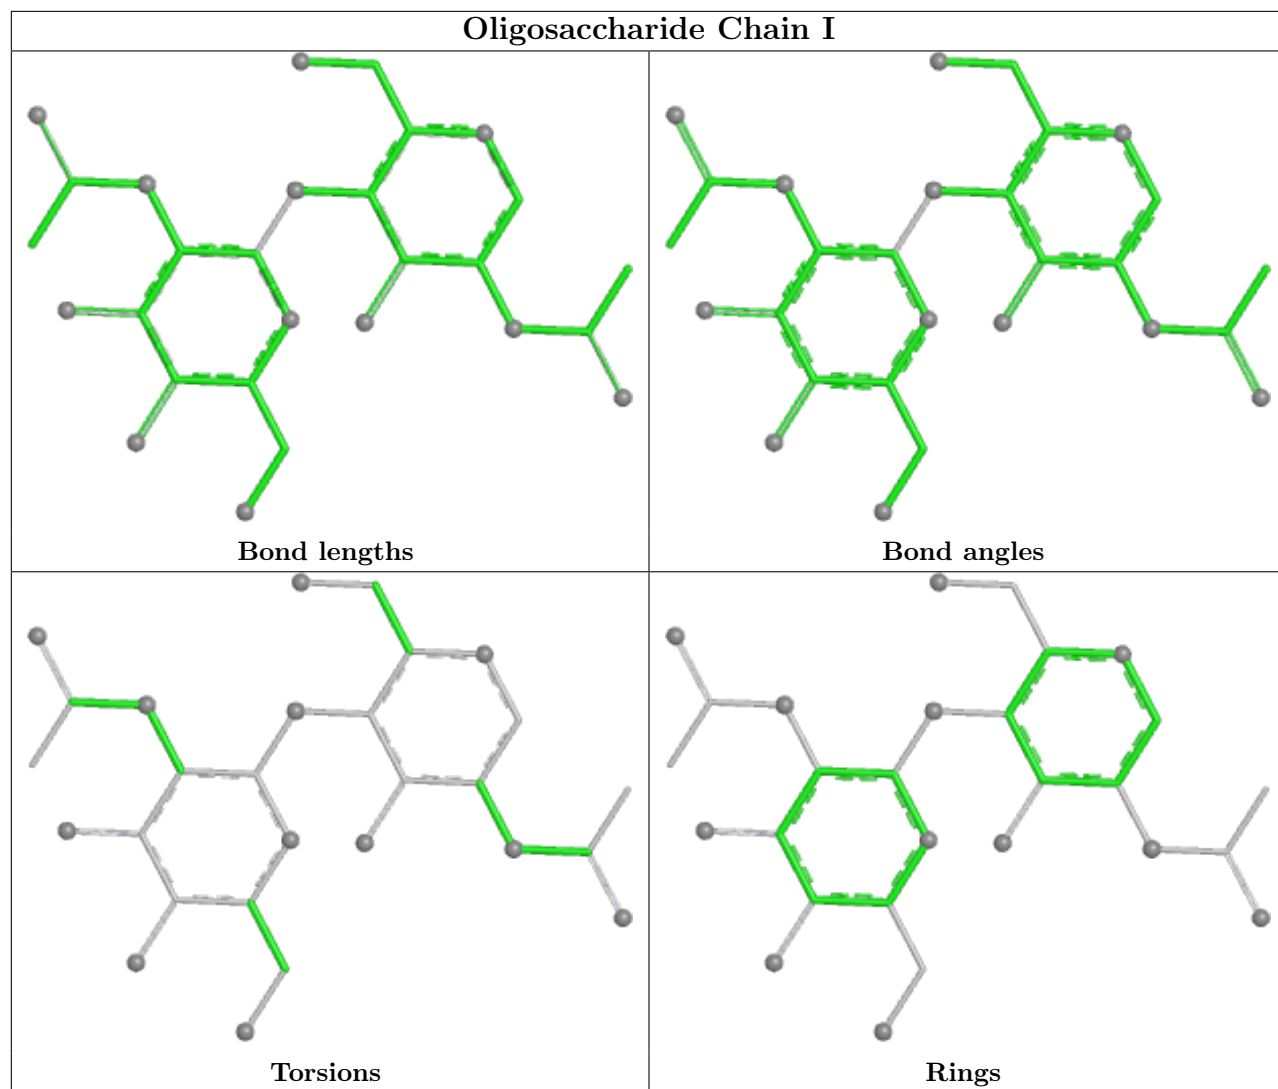 Oligosaccharide Chain I
Bond lengths
Bond angles
Torsions
Rings